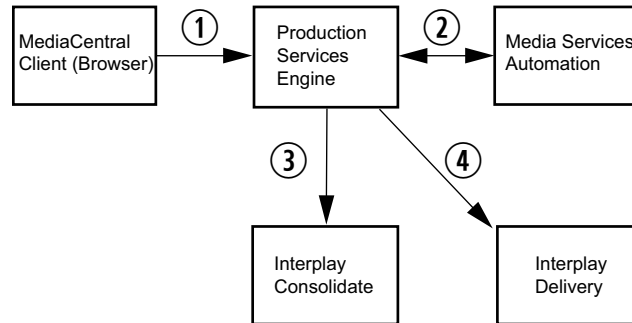 MediaCentral
Client (Browser)
1
Production
Services
Engine
2
Media Services
Automation
3
4
Interplay
Consolidate
Interplay
Delivery